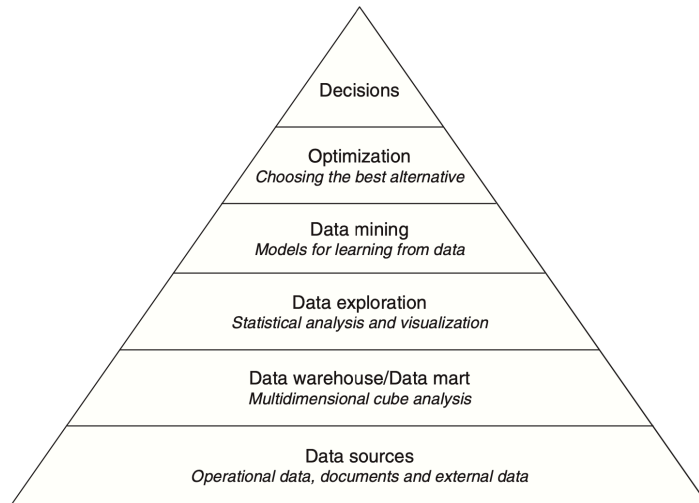 Decisions
Optimization
Choosing the best alternative
Data mining
Models for learning from data
Data exploration
Statistical analysis and visualization
Data warehouse/Data mart
Multidimensional cube analysis
Data sources
Operational data, documents and external data